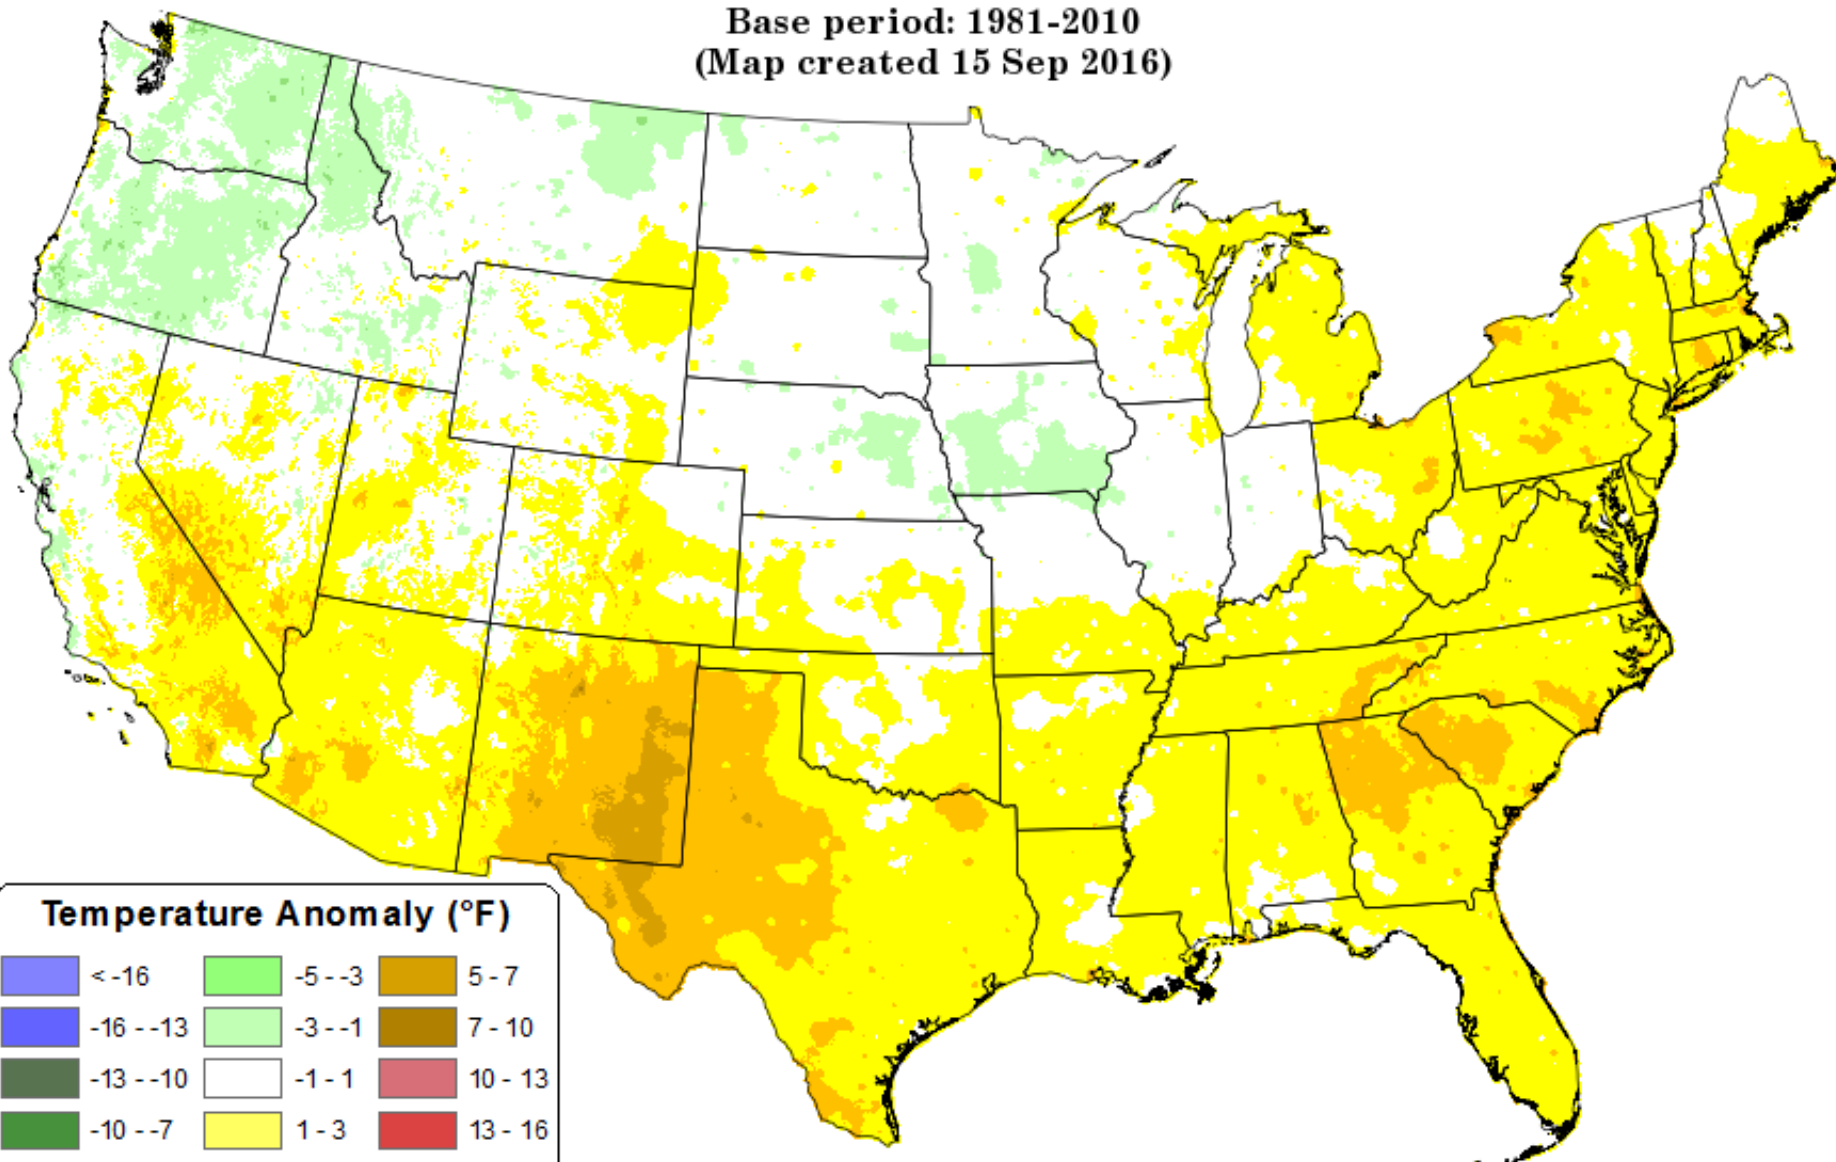 Base period: 1981-2010
(Map created 15 Sep 2016)
Temperature Anomaly (°F)
< -16
-16 - -13
-13 - -10
-10 - -7
-5 - -3
-3 - -1
-1 - 1
1 - 3
5 - 7
7 - 10
10 - 13
13 - 16